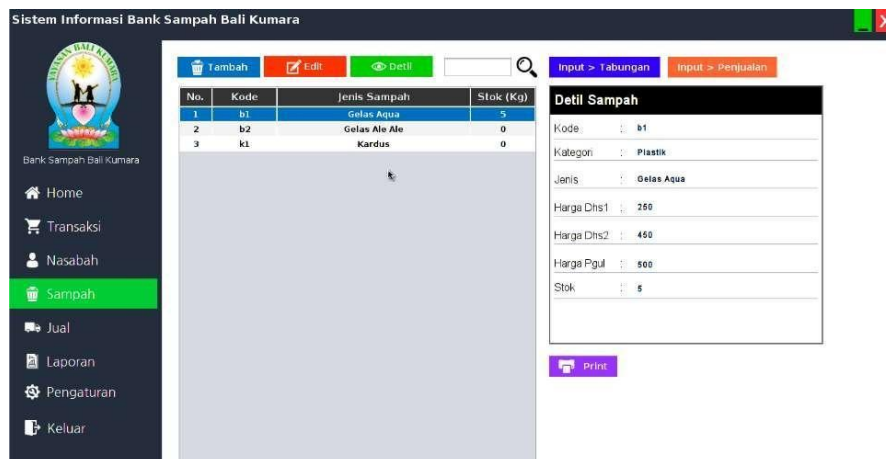 Sistem Informasi Bank Sampah Bali Kumara
YAYASAN BALI KUMARA
Bank Sampah Bali Kumara
Home
Transaksi
Nasabah
Sampah
Jual
Laporan
Pengaturan
Keluar
Tambah Edit Detil
No. Kode Jenis Sampah Stok (Kg)
1 b1 Gelas Aqua 5
2 b2 Gelas Ale Ale 0
3 k1 Kardus 0
Input > Tabungan Input > Penjualan
Detil Sampah
Kode : b1
Kategori : Plastik
Jenis : Gelas Aqua
Harga Dhs1 : 250
Harga Dhs2 : 450
Harga Pgul : 500
Stok : 5
Print